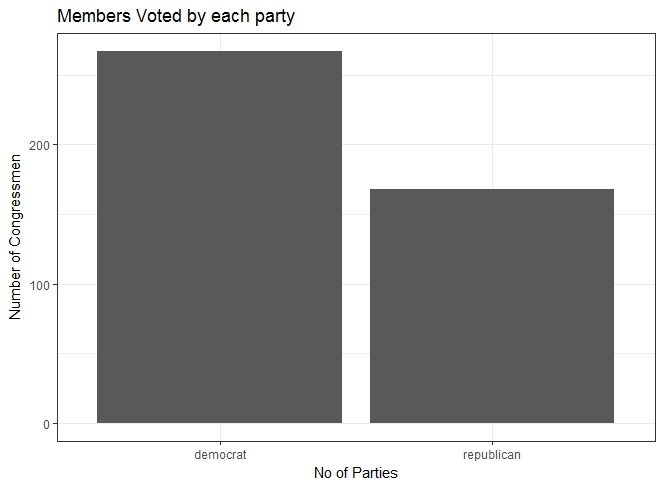 Members Voted by each party
Number of Congressmen
200
100
0
democrat republican
No of Parties